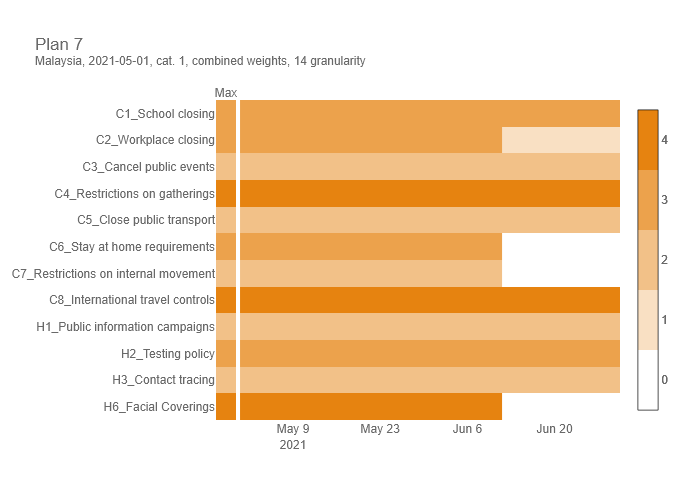 Plan 7
Malaysia, 2021-05-01, cat. 1, combined weights, 14 granularity
Max
C1_School closing
C2_Workplace closing
C3_Cancel public events
C4_Restrictions on gatherings
C5_Close public transport
C6_Stay at home requirements
C7_Restrictions on internal movement
C8_International travel controls
H1_Public information campaigns
H2_Testing policy
H3_Contact tracing
H6_Facial Coverings
May 9
2021
May 23
Jun 6
Jun 20
4
3
2
1
0